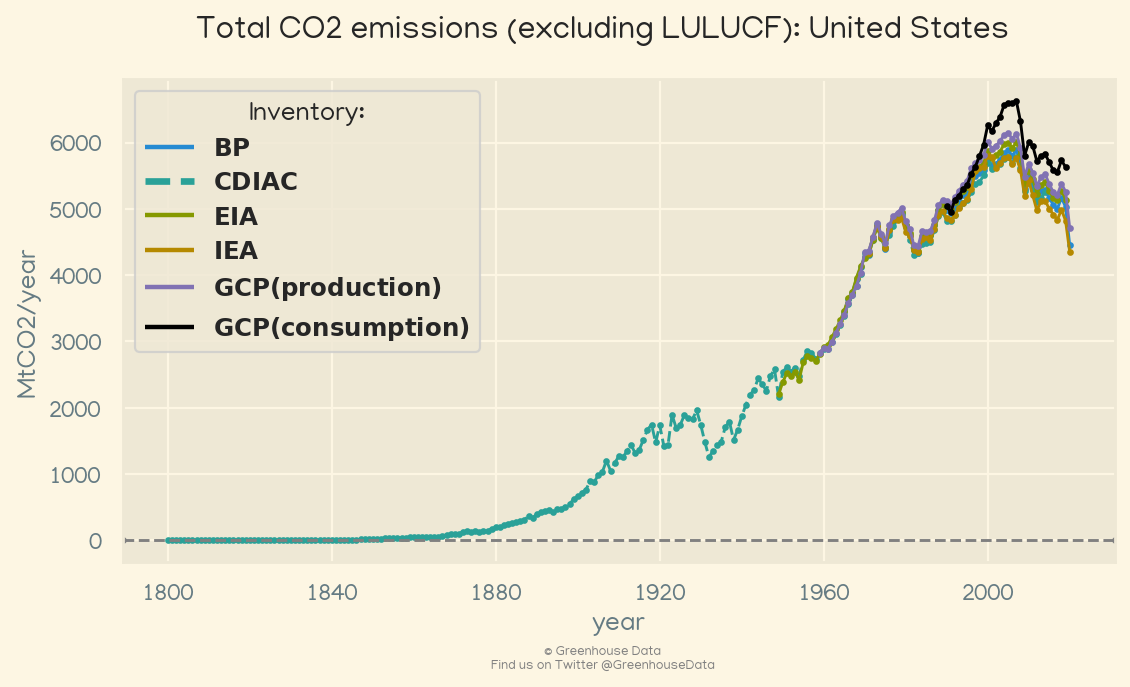 Total CO2 emissions (excluding LULUCF): United States
Inventory:
BP
CDIAC
EIA
IEA
GCP(production)
GCP(consumption)
MtCO2/year
6000
5000
4000
3000
2000
1000
0
1800 1840 1880 1920 1960 2000
year
© Greenhouse Data
Find us on Twitter @GreenhouseData